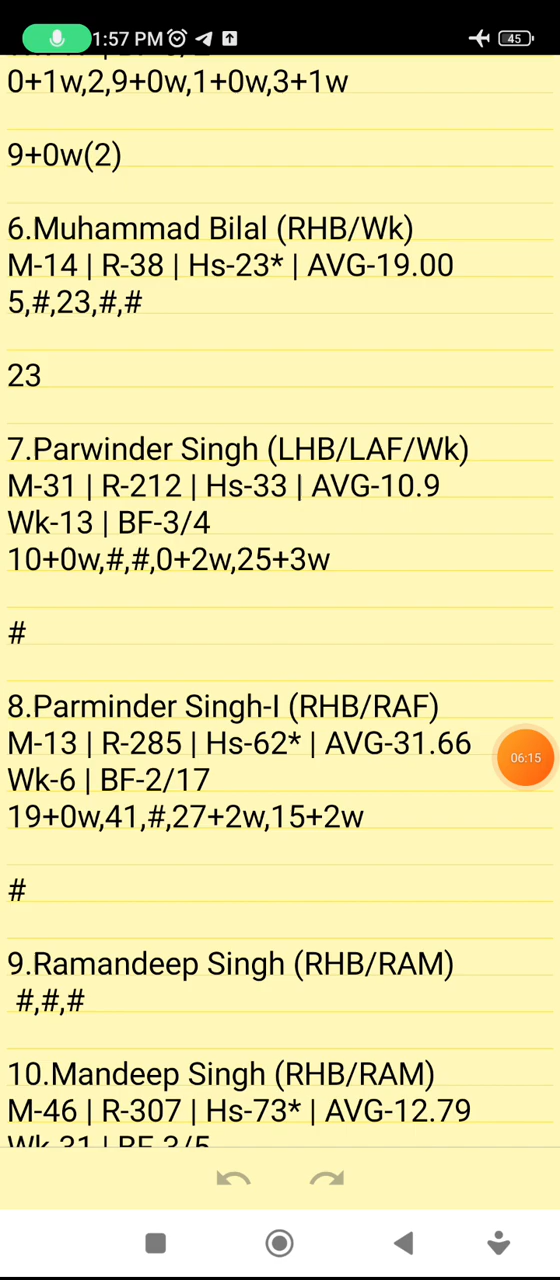 1:57 PM
45
0+1w,2,9+0w,1+0w,3+1w
9+0w(2)
6.Muhammad Bilal (RHB/Wk)
M-14 | R-38 | Hs-23* | AVG-19.00
5,#,23,#,#
23
7.Parwinder Singh (LHB/LAF/Wk)
M-31 | R-212 | Hs-33 | AVG-10.9
Wk-13 | BF-3/4
10+0w,#,#,0+2w,25+3w
#
8.Parminder Singh-I (RHB/RAF)
M-13 | R-285 | Hs-62* | AVG-31.66
06:15
Wk-6 | BF-2/17
19+0w,41,#,27+2w,15+2w
#
9.Ramandeep Singh (RHB/RAM)
#,#,#
10.Mandeep Singh (RHB/RAM)
M-46 | R-307 | Hs-73* | AVG-12.79
Wk-31 | BF-3/5